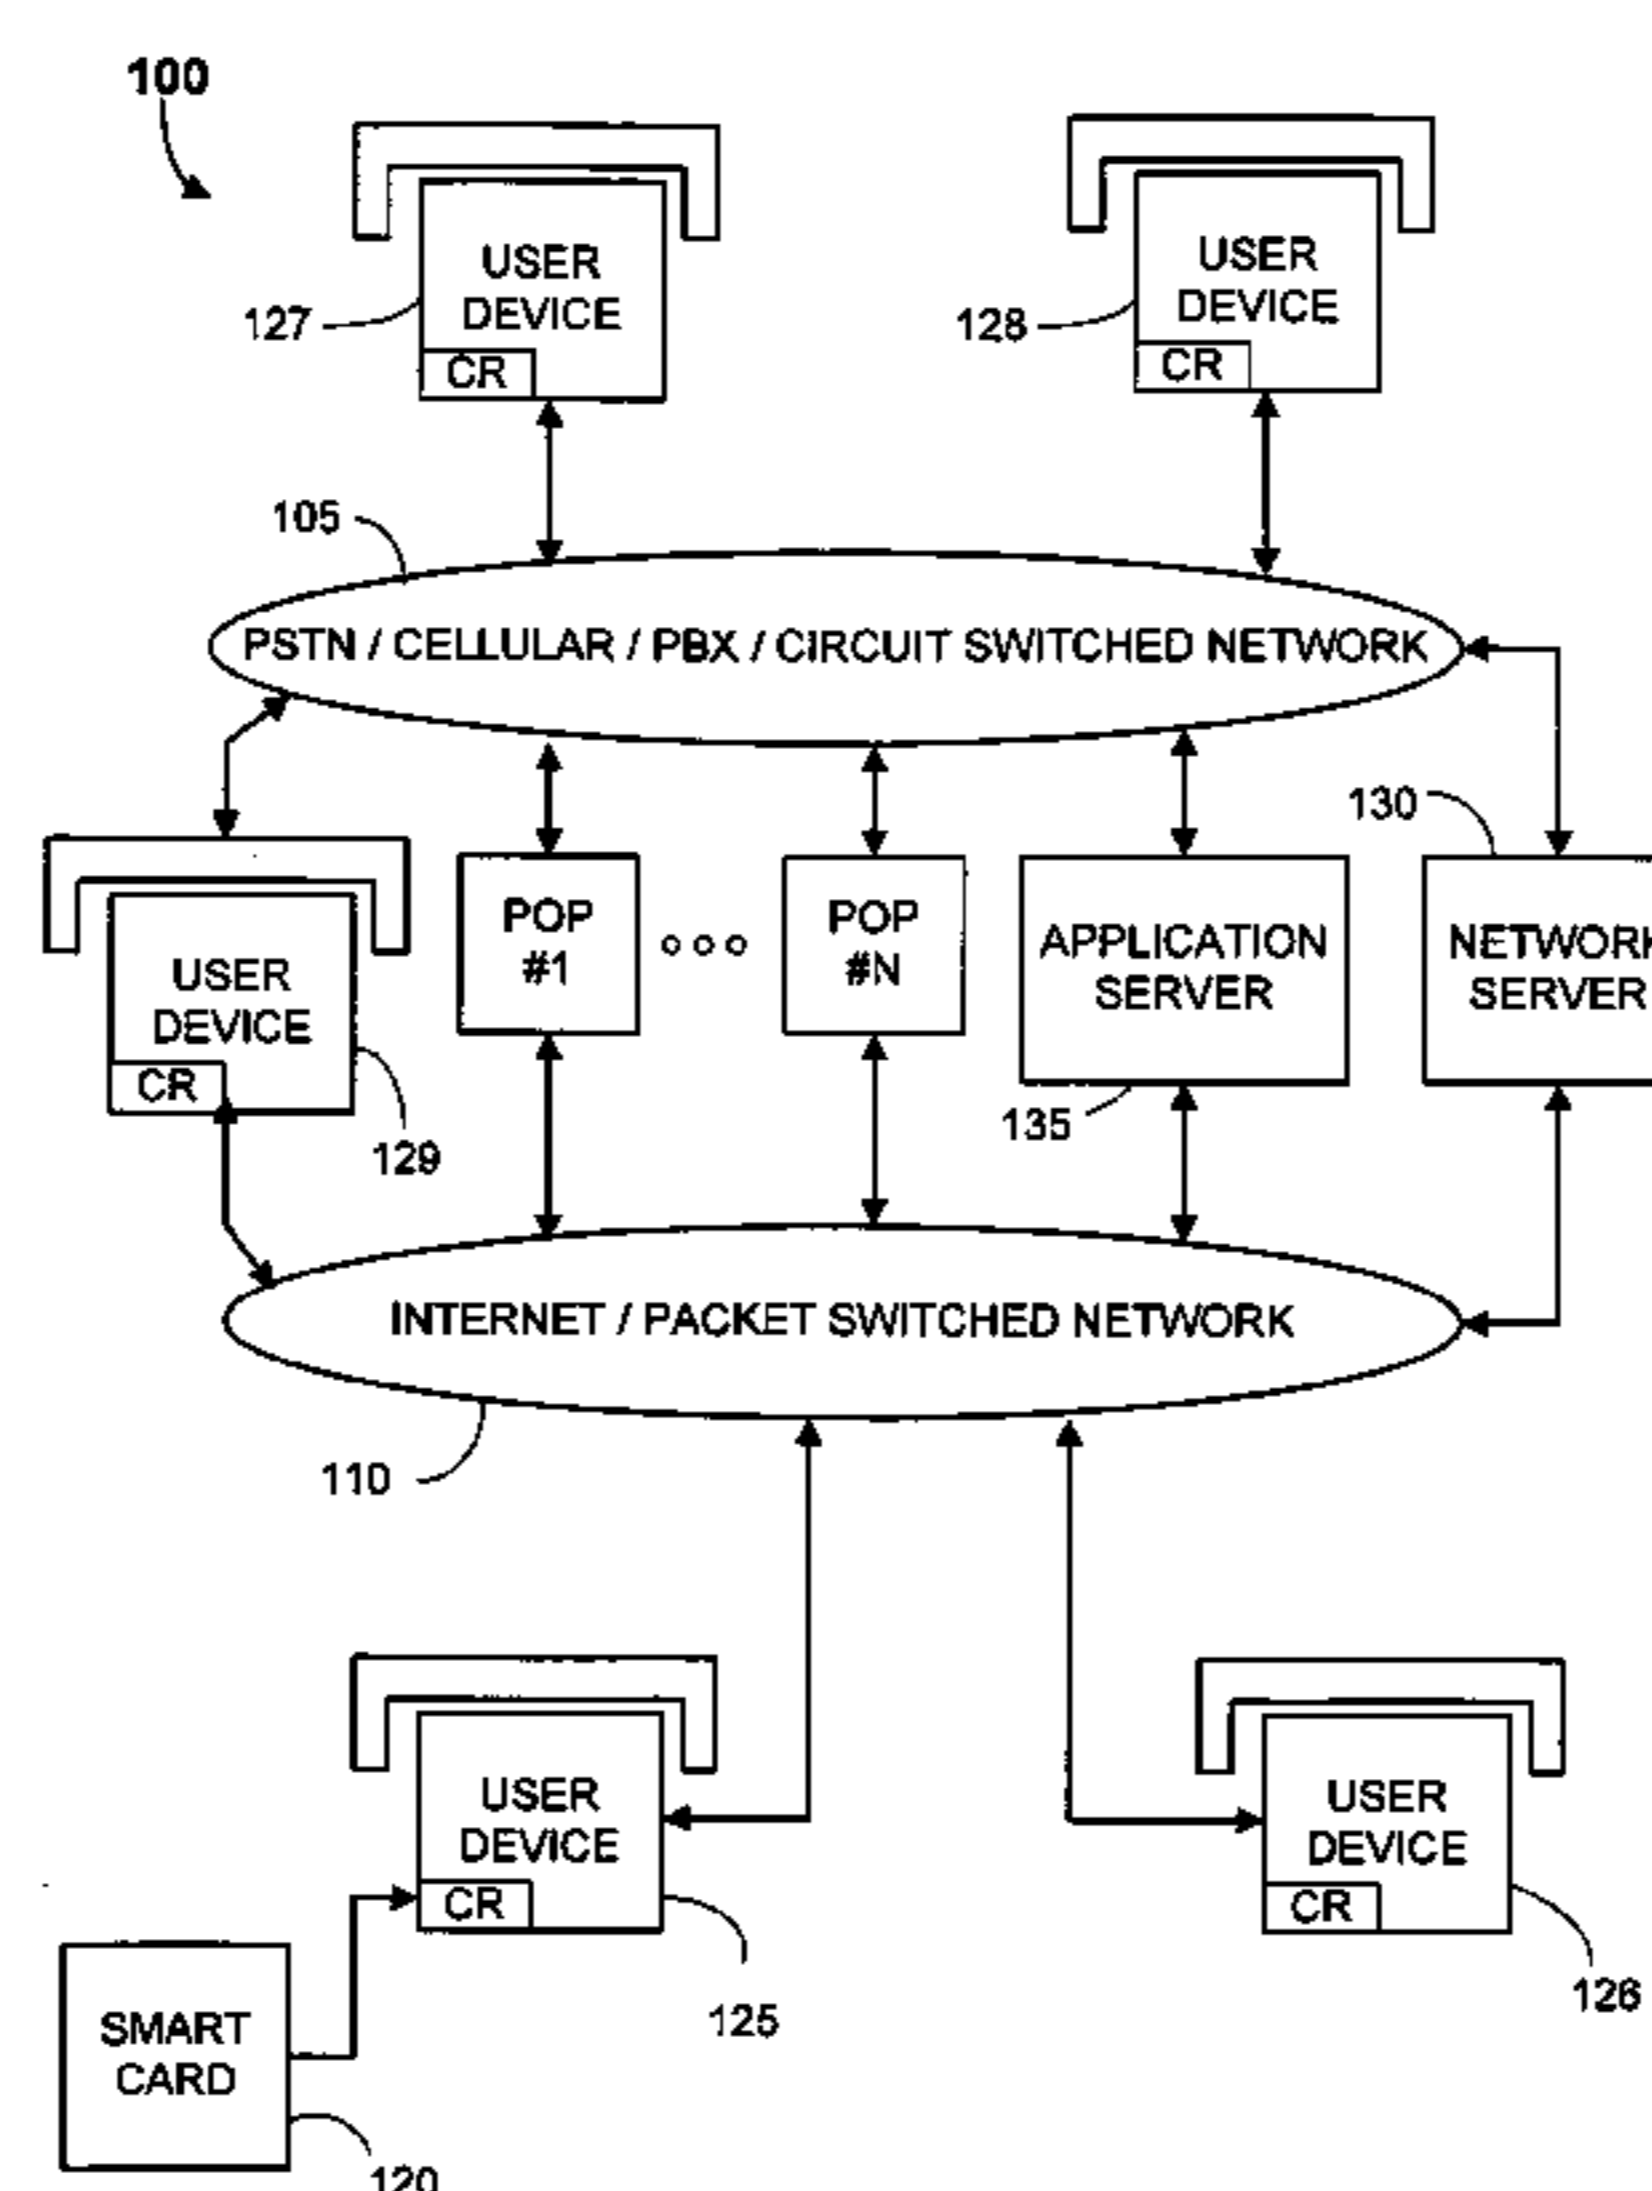 100
USER
DEVICE
127
CR
USER
DEVICE
128
CR
105
PSTN / CELLULAR / PBX / CIRCUIT SWITCHED NETWORK
130
POP
#1
POP
#N
APPLICATION
SERVER
NETWORK
SERVER
USER
DEVICE
CR
135
129
INTERNET / PACKET SWITCHED NETWORK
110
USER
DEVICE
CR
USER
DEVICE
CR
126
125
SMART
CARD
120